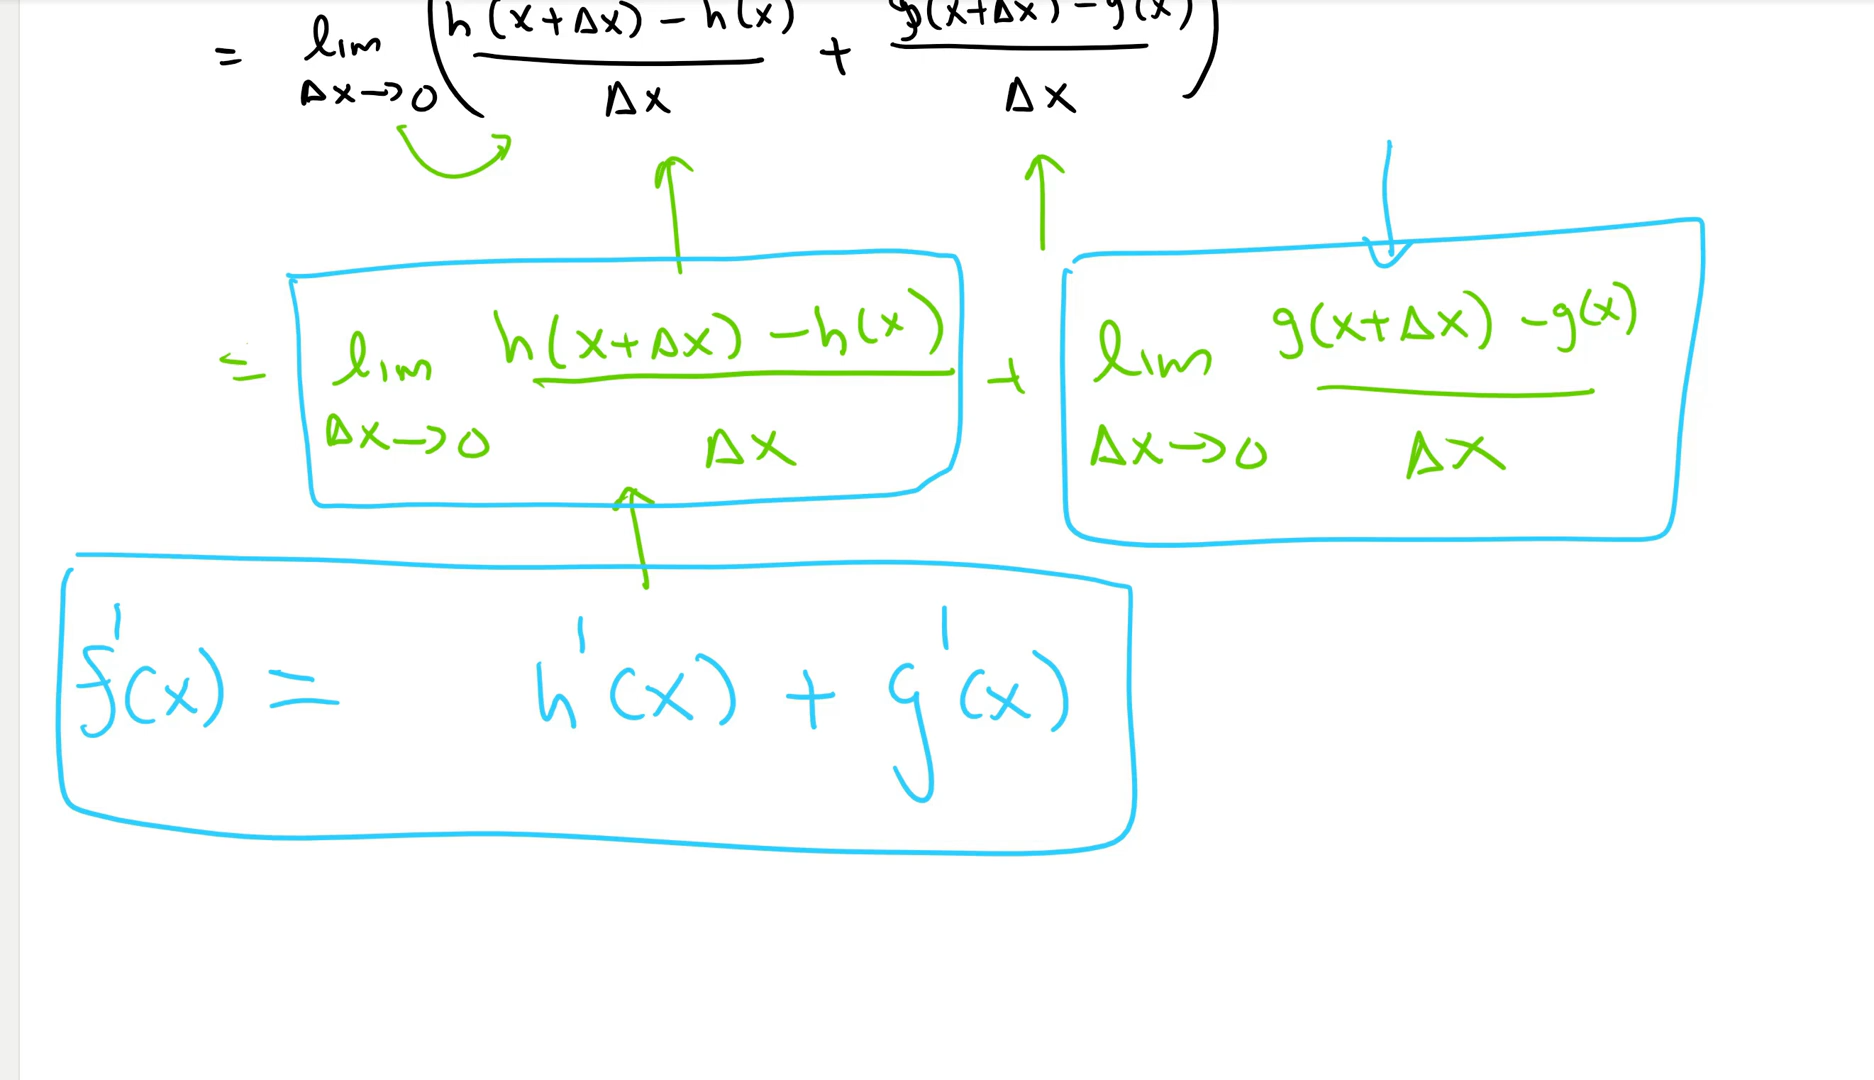 = lim Δx→0 ( h(x+Δx) - h(x) / Δx + g(x+Δx) - g(x) / Δx )
= lim Δx→0 h(x+Δx) - h(x) / Δx + lim Δx→0 g(x+Δx) - g(x) / Δx
f'(x) = h'(x) + g'(x)